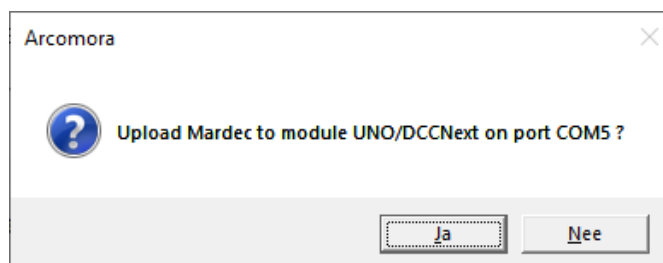 Arcomora
Upload Mardec to module UNO/DCCNext on port COM5 ?
Ja
Nee